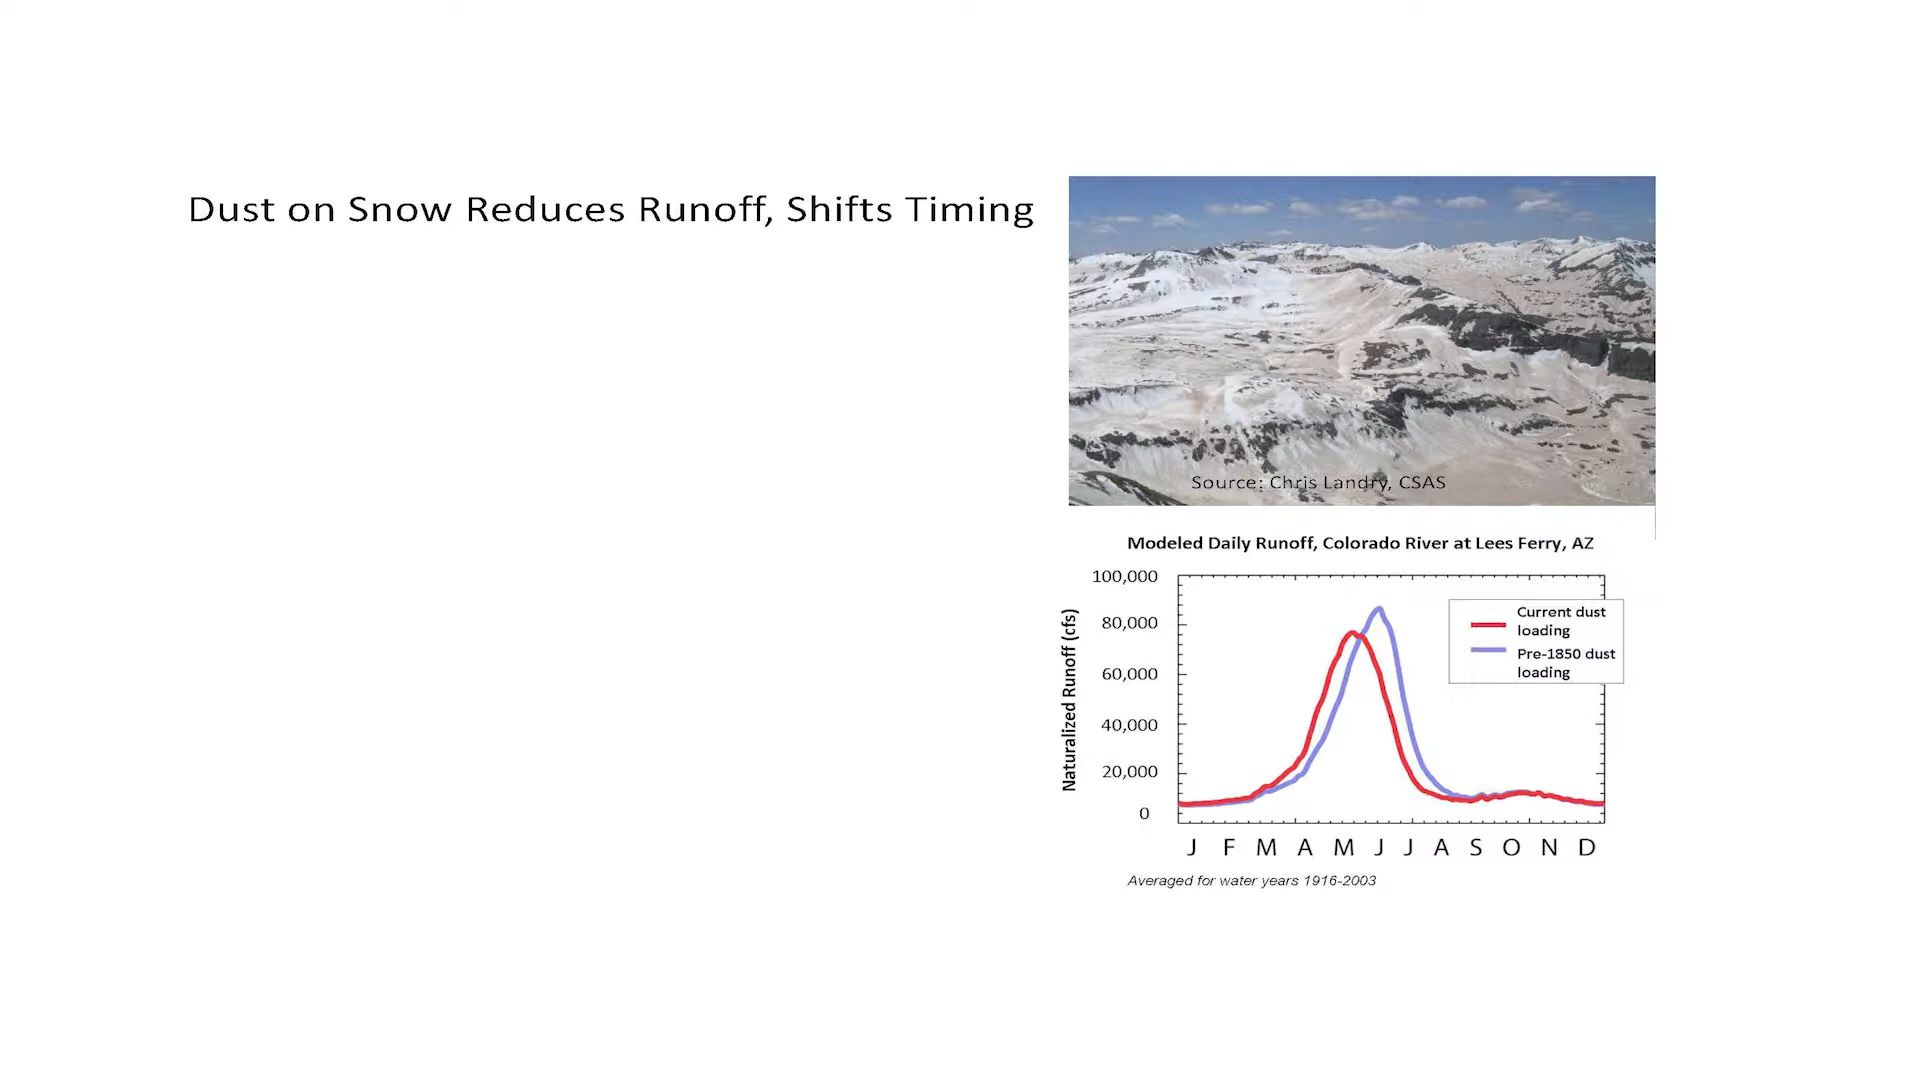 Dust on Snow Reduces Runoff, Shifts Timing
Source: Chris Landry, CSAS
Modeled Daily Runoff, Colorado River at Lees Ferry, AZ
Naturalized Runoff (cfs)
100,000
80,000
60,000
40,000
20,000
0
Current dust
loading
Pre-1850 dust
loading
J F M A M J J A S O N D
Averaged for water years 1916-2003